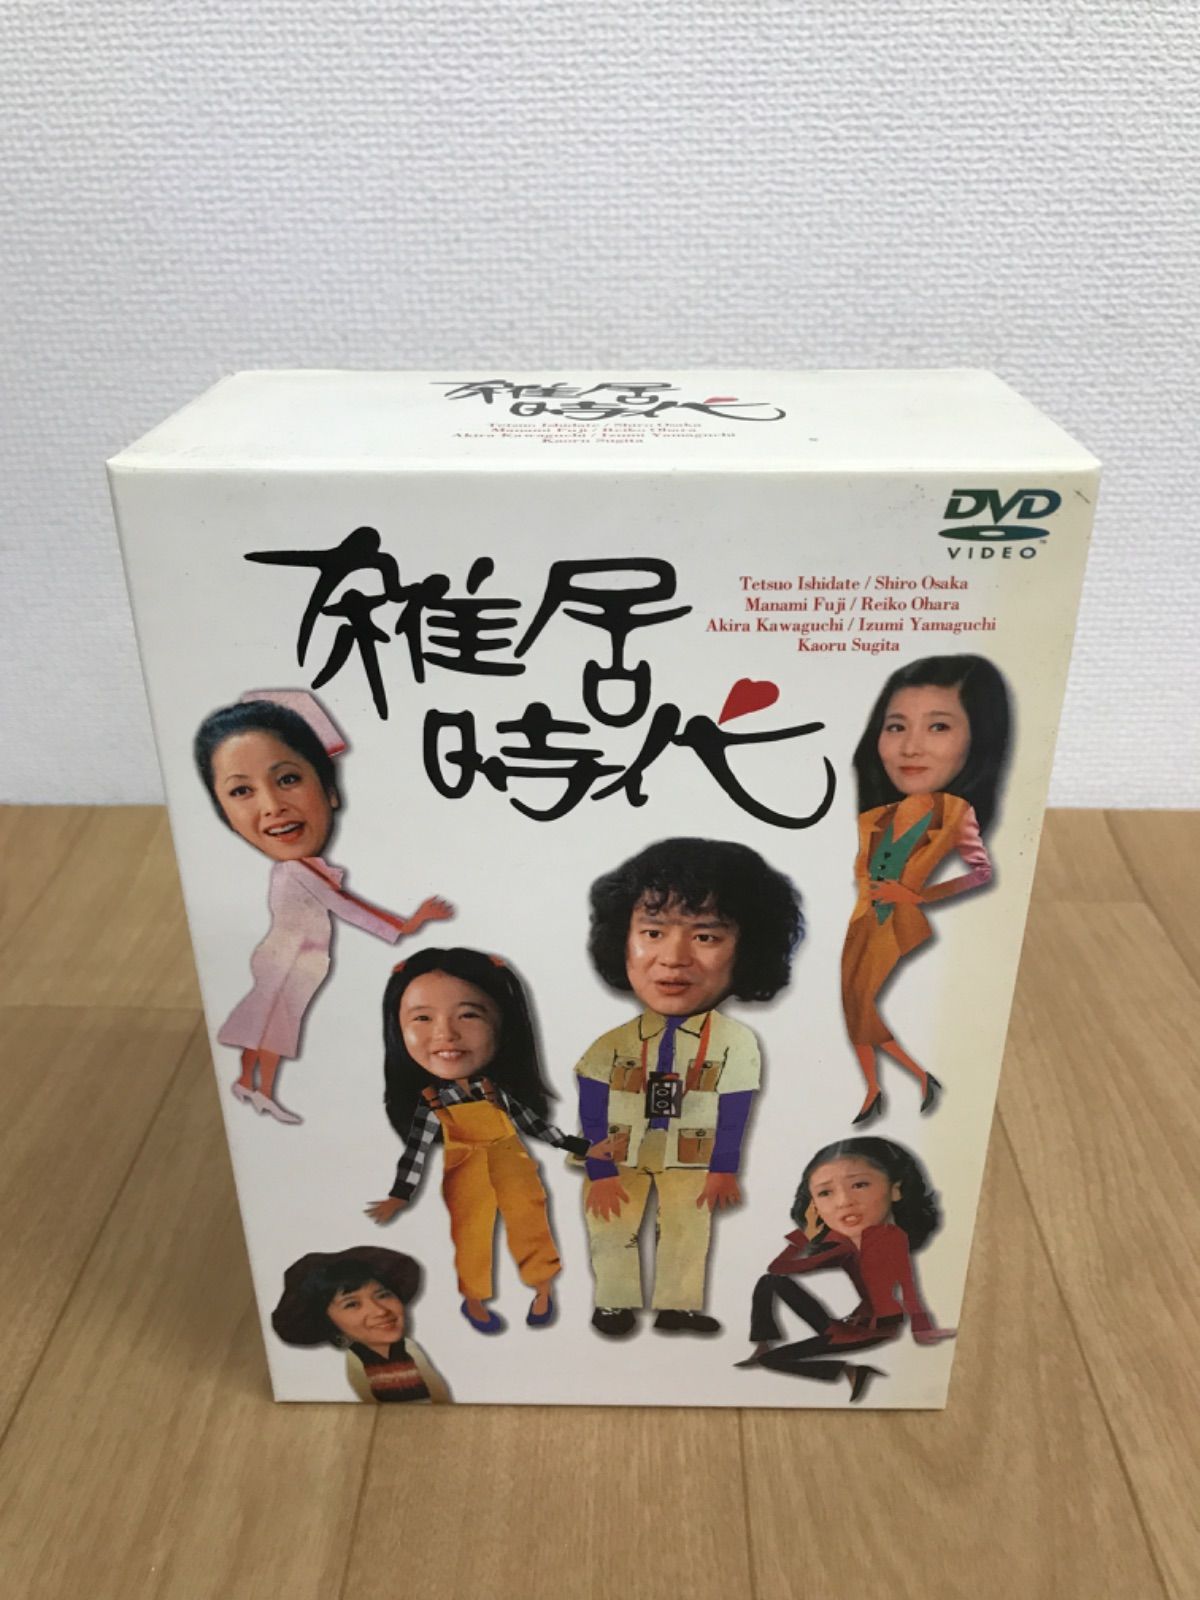 雑居
時代
Tetsuo Ishidate / Shiro Osaka
Manami Fuji / Reiko Ohara
Akira Kawaguchi / Izumi Yamaguchi
Kaoru Sugita
DVD
VIDEO
TM
雑居
時代
Tetsuo Ishidate / Shiro Osaka
Manami Fuji / Reiko Ohara
Akira Kawaguchi / Izumi Yamaguchi
Kaoru Sugita